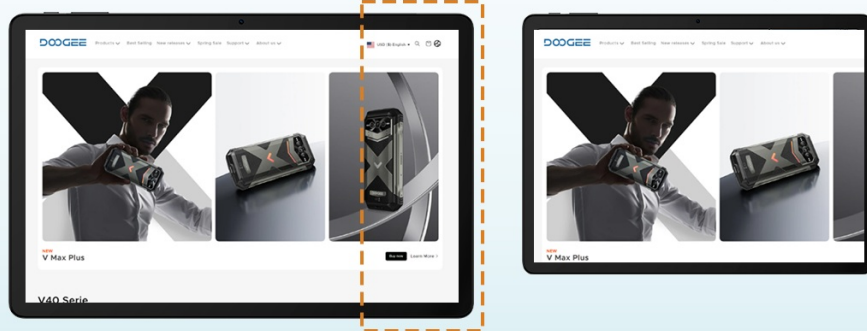 DOOGEE Products Best Selling New releases Spring Sale Support About us USD ($) English
NEW
V Max Plus
Buy now Learn More
V40 Serie
DOOGEE Products Best Selling New releases Spring Sale Support About us
NEW
V Max Plus